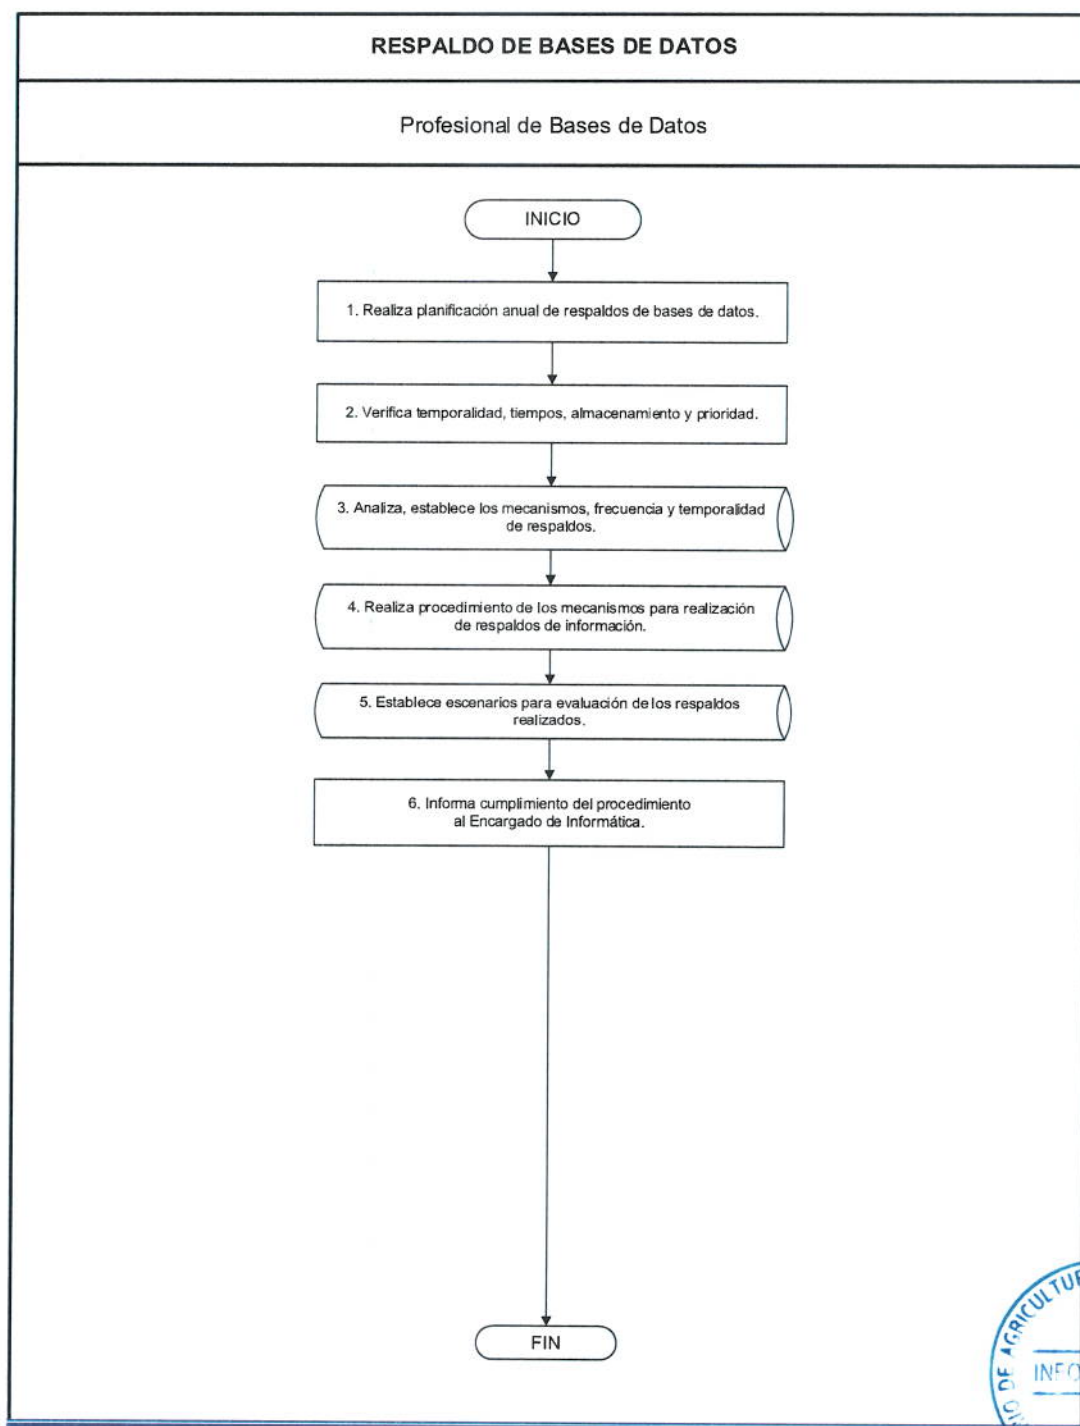 RESPALDO DE BASES DE DATOS
Profesional de Bases de Datos
INICIO
1. Realiza planificación anual de respaldos de bases de datos.
2. Verifica temporalidad, tiempos, almacenamiento y prioridad.
3. Analiza, establece los mecanismos, frecuencia y temporalidad
de respaldos.
4. Realiza procedimiento de los mecanismos para realización
de respaldos de información.
5. Establece escenarios para evaluación de los respaldos
realizados.
6. Informa cumplimiento del procedimiento
al Encargado de Informática.
FIN
DE